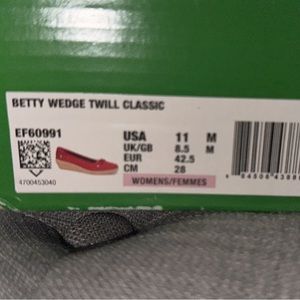 BETTY WEDGE TWILL CLASSIC
EF60991
USA 11 M
UK/GB 8.5 M
EUR 42.5
CM 28
WOMENS/FEMMES
4700453040